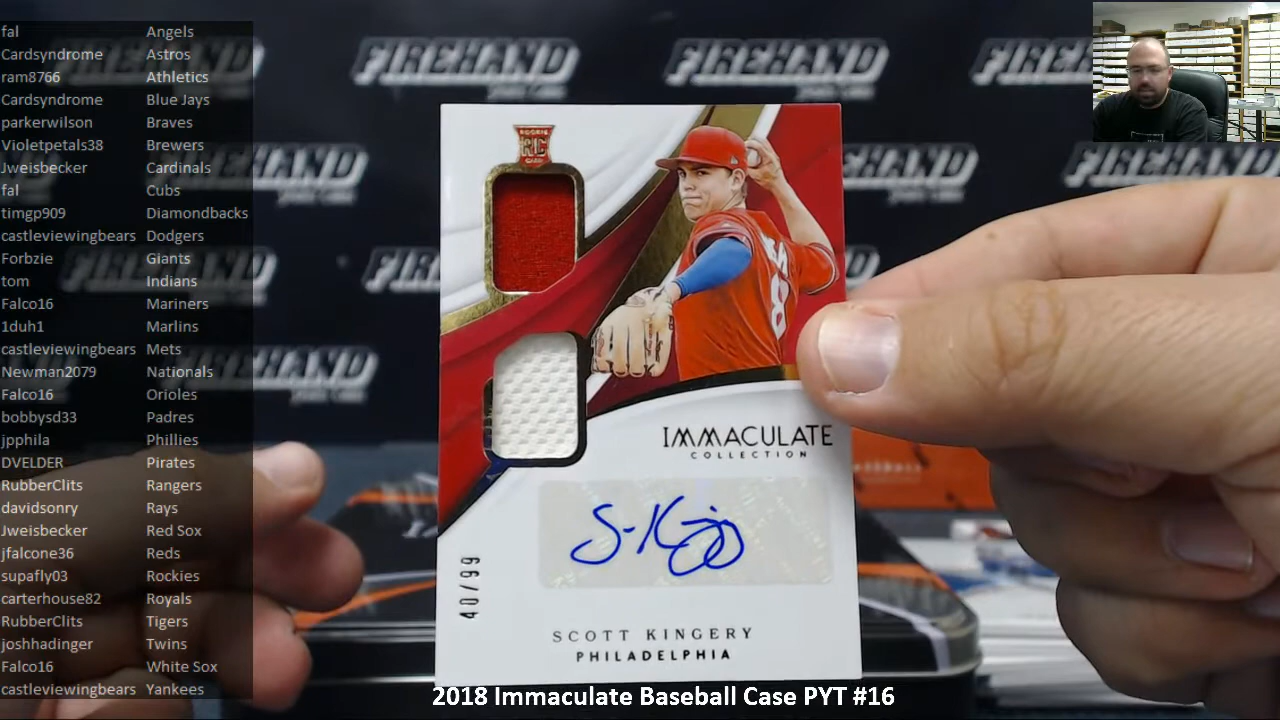 fal Angels
Cardsyndrome Astros
ram8766 Athletics
Cardsyndrome Blue Jays
parkerwilson Braves
Violetpetals38 Brewers
Jweisbecker Cardinals
fal Cubs
timgp909 Diamondbacks
castleviewingbears Dodgers
Forbzie Giants
tom Indians
Falco16 Mariners
1duh1 Marlins
castleviewingbears Mets
Newman2079 Nationals
Falco16 Orioles
bobbysd33 Padres
jpphila Phillies
DVELDER Pirates
RubberClits Rangers
davidsonry Rays
Jweisbecker Red Sox
jfalcone36 Reds
supafly03 Rockies
carterhouse82 Royals
RubberClits Tigers
joshhadinger Twins
Falco16 White Sox
castleviewingbears Yankees
FIREHAND FIREHAND FIREHAND
FIREHAND
ROOKIE
RC
CARD
IMMACULATE
COLLECTION
40/99
SCOTT KINGERY
PHILADELPHIA
2018 Immaculate Baseball Case PYT #16